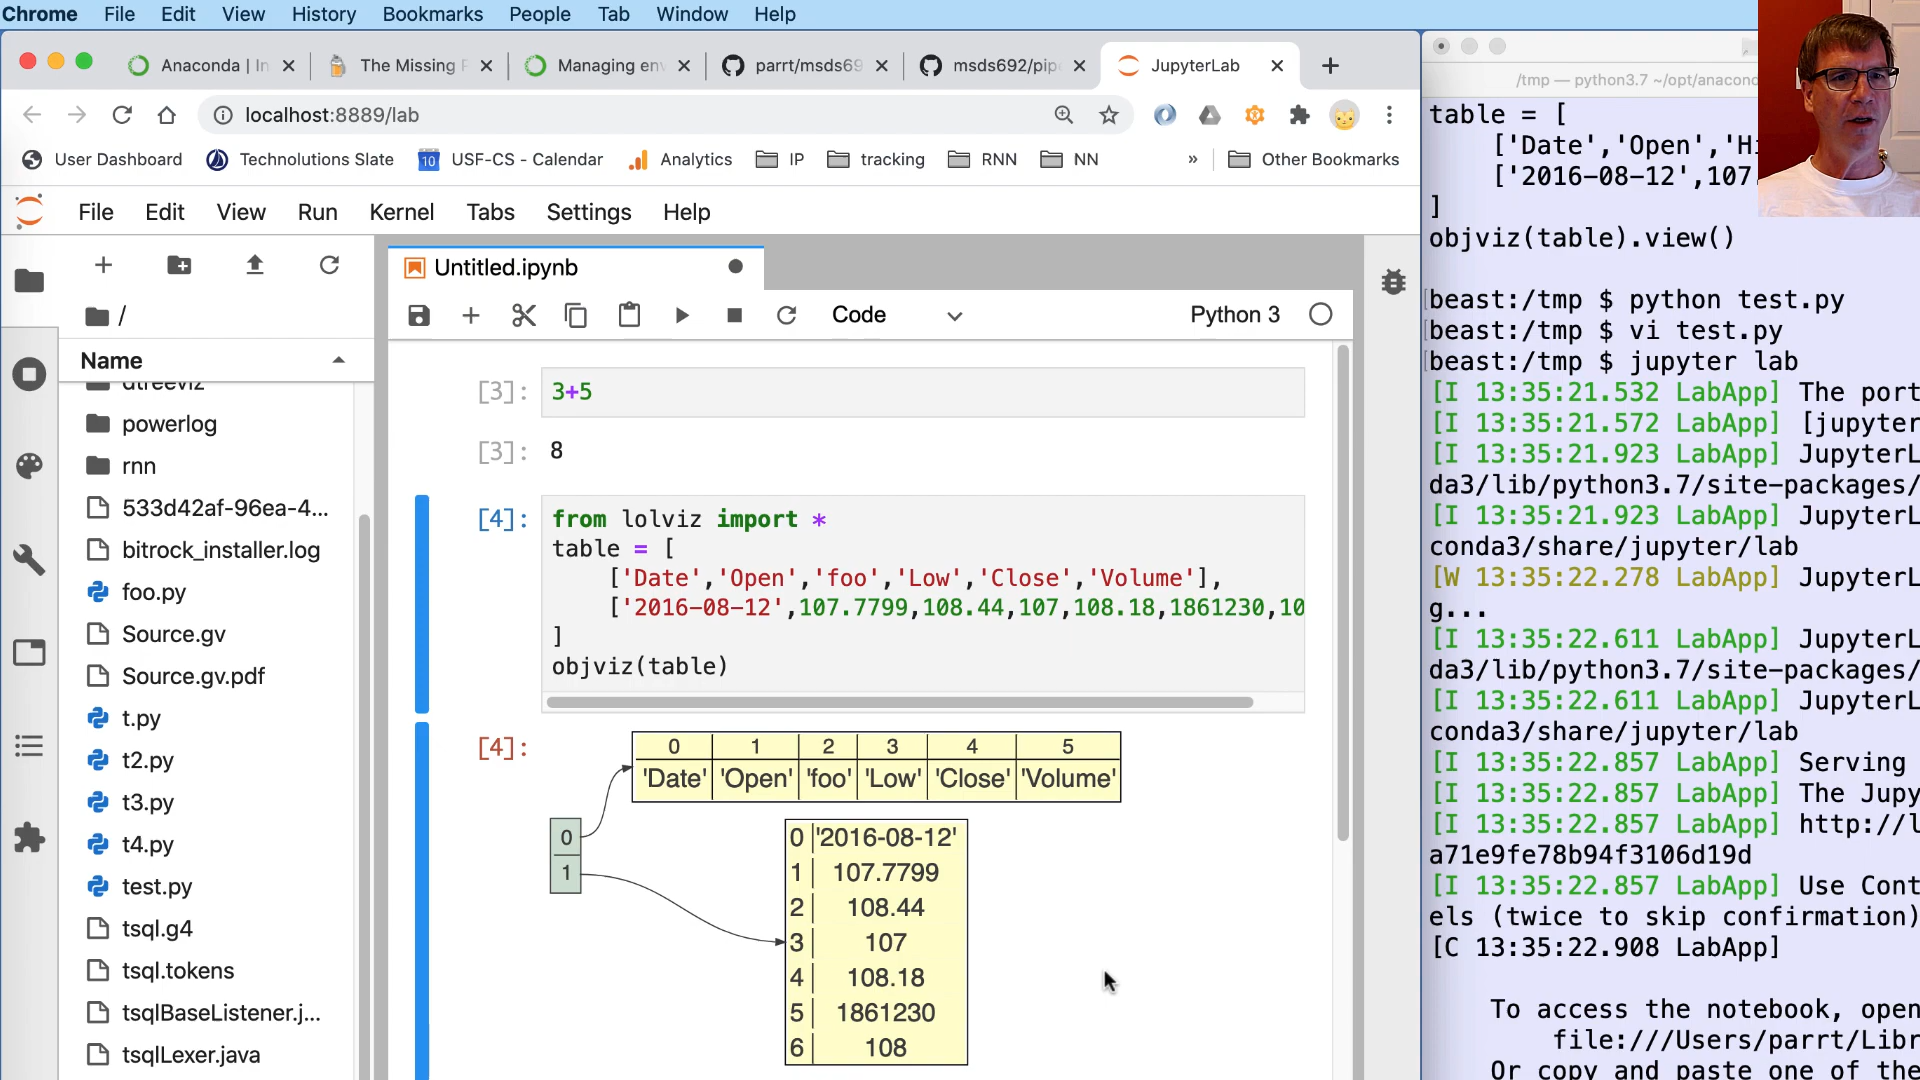 Chrome File Edit View History Bookmarks People Tab Window Help
Anaconda | In
The Missing
Managing env
parrt/msds69
msds692/pipe
JupyterLab
localhost:8889/lab
User Dashboard Technolutions Slate USF-CS - Calendar Analytics IP tracking RNN NN » Other Bookmarks
File Edit View Run Kernel Tabs Settings Help
/
Name
dtreeviz
powerlog
rnn
533d42af-96ea-4...
bitrock_installer.log
foo.py
Source.gv
Source.gv.pdf
t.py
t2.py
t3.py
t4.py
test.py
tsql.g4
tsql.tokens
tsqlBaseListener.j...
tsqlLexer.java
Untitled.ipynb
Code
Python 3
[3]: 3+5
[3]: 8
[4]: from lolviz import *
table = [
['Date','Open','foo','Low','Close','Volume'],
['2016-08-12',107.7799,108.44,107,108.18,1861230,10
]
objviz(table)
[4]:
0 1 2 3 4 5
'Date' 'Open' 'foo' 'Low' 'Close' 'Volume'
0
1
0 '2016-08-12'
1 107.7799
2 108.44
3 107
4 108.18
5 1861230
6 108
/tmp — python3.7 ~/opt/anacond
table = [
['Date','Open','Hi
['2016-08-12',107.
]
objviz(table).view()
beast:/tmp $ python test.py
beast:/tmp $ vi test.py
beast:/tmp $ jupyter lab
[I 13:35:21.532 LabApp] The port
[I 13:35:21.572 LabApp] [jupyter
[I 13:35:21.923 LabApp] JupyterL
da3/lib/python3.7/site-packages/
[I 13:35:21.923 LabApp] JupyterL
conda3/share/jupyter/lab
[W 13:35:22.278 LabApp] JupyterL
g...
[I 13:35:22.611 LabApp] JupyterL
da3/lib/python3.7/site-packages/
[I 13:35:22.611 LabApp] JupyterL
conda3/share/jupyter/lab
[I 13:35:22.857 LabApp] Serving
[I 13:35:22.857 LabApp] The Jupy
[I 13:35:22.857 LabApp] http://l
a71e9fe78b94f3106d19d
[I 13:35:22.857 LabApp] Use Cont
els (twice to skip confirmation)
[C 13:35:22.908 LabApp]
To access the notebook, open
file:///Users/parrt/Libr
Or copy and paste one of the